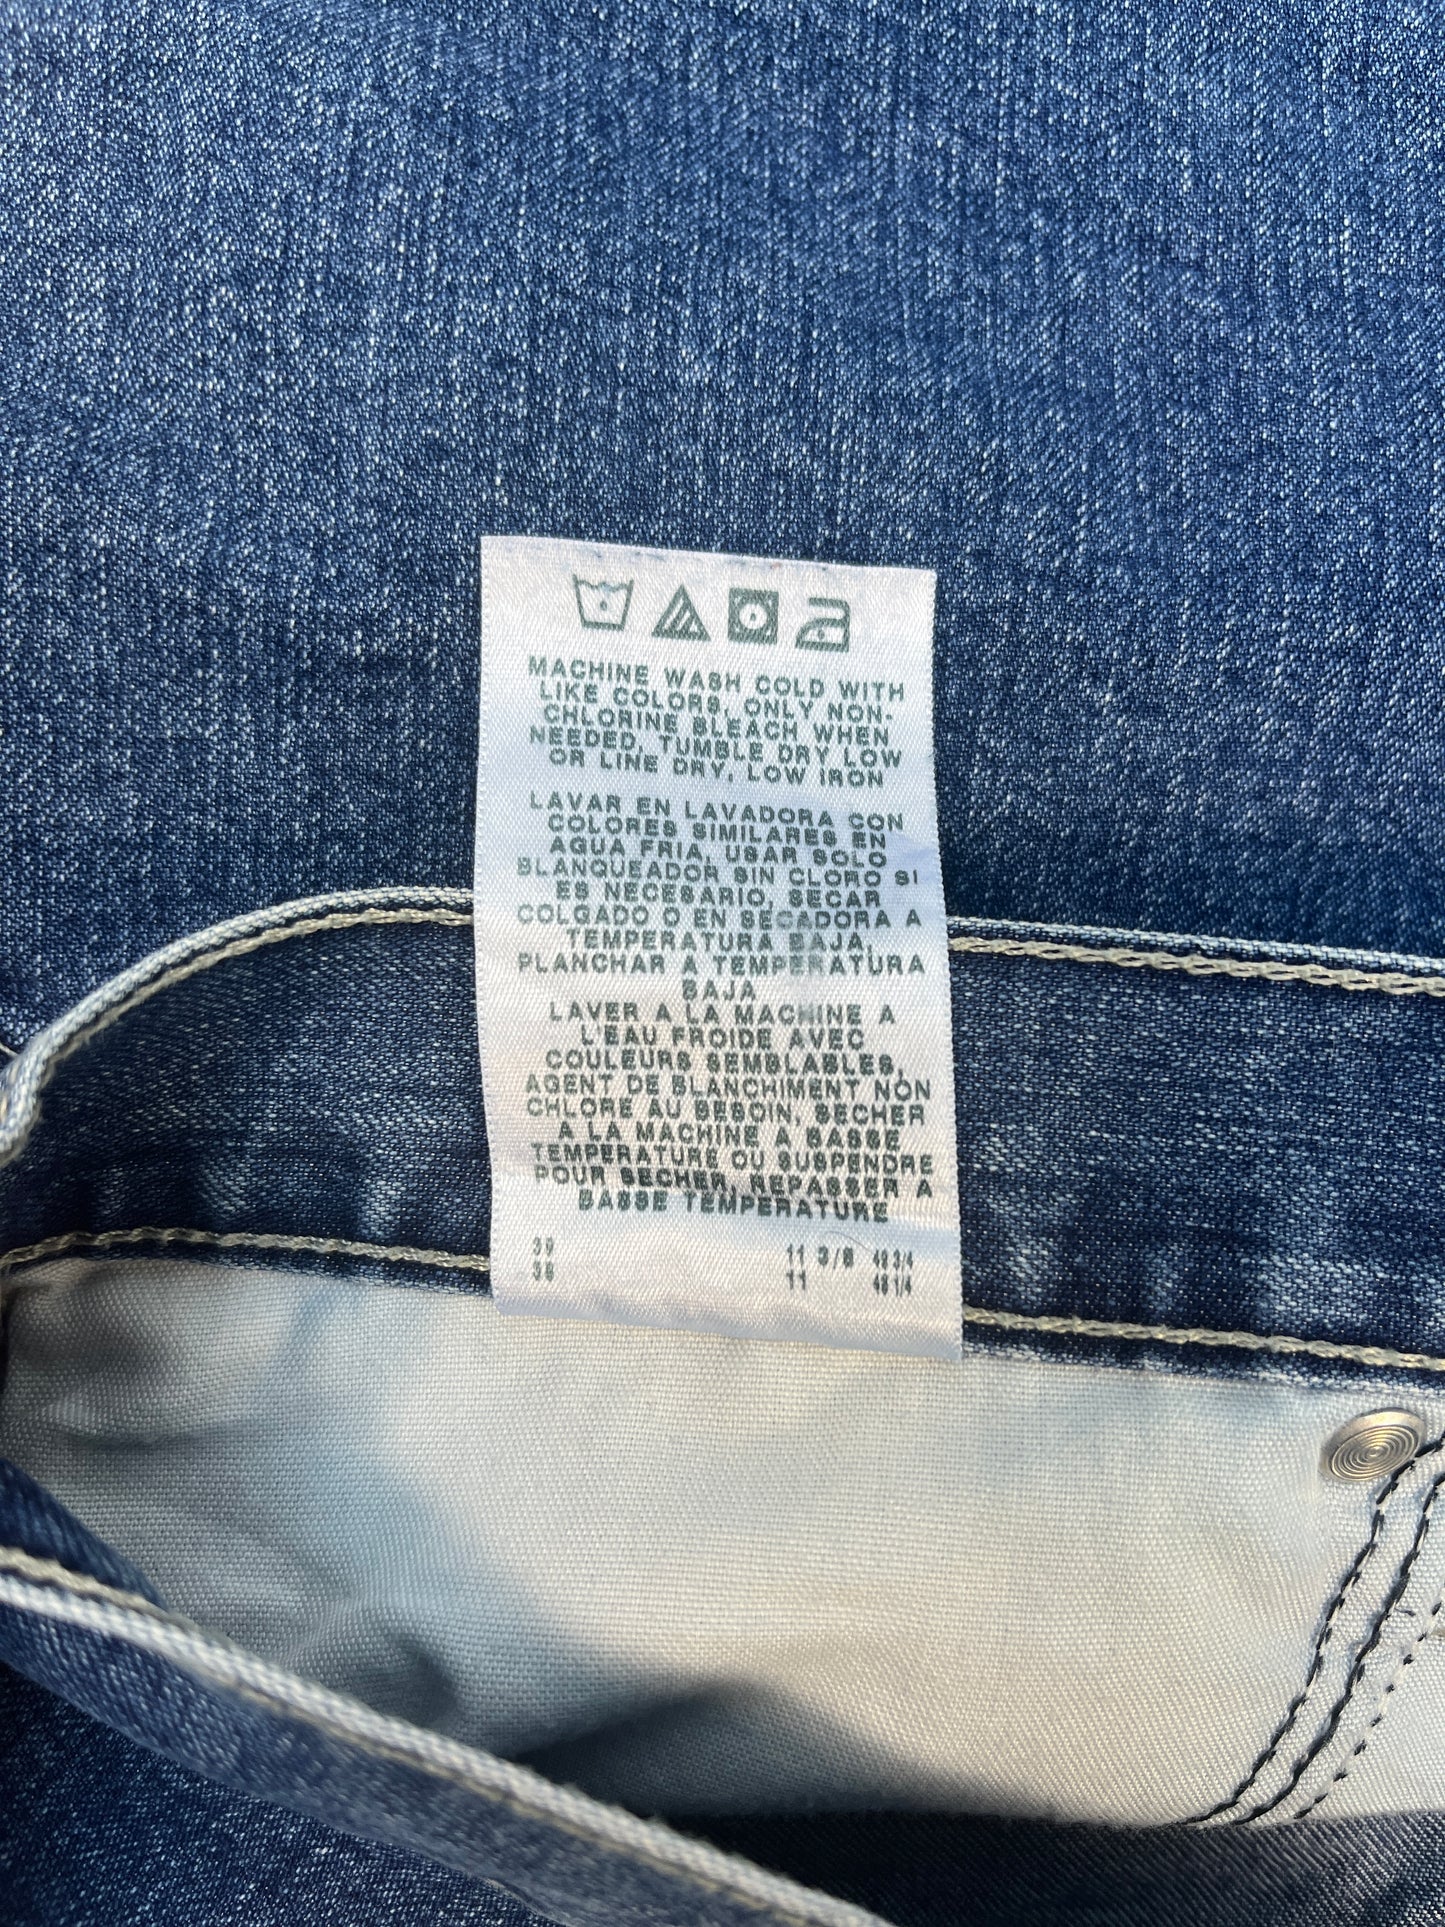 MACHINE WASH COLD WITH
LIKE COLORS, ONLY NON-
CHLORINE BLEACH WHEN
NEEDED, TUMBLE DRY LOW
OR LINE DRY, LOW IRON
LAVAR EN LAVADORA CON
COLORES SIMILARES EN
AGUA FRIA, USAR SOLO
BLANQUEADOR SIN CLORO SI
ES NECESARIO, SECAR
COLGADO O EN SECADORA A
TEMPERATURA BAJA,
PLANCHAR A TEMPERATURA
BAJA
LAVER A LA MACHINE A
L'EAU FROIDE AVEC
COULEURS SEMBLABLES,
AGENT DE BLANCHIMENT NON
CHLORE AU BESOIN, SECHER
A LA MACHINE A BASSE
TEMPERATURE OU SUSPENDRE
POUR SECHER, REPASSER A
BASSE TEMPERATURE
11